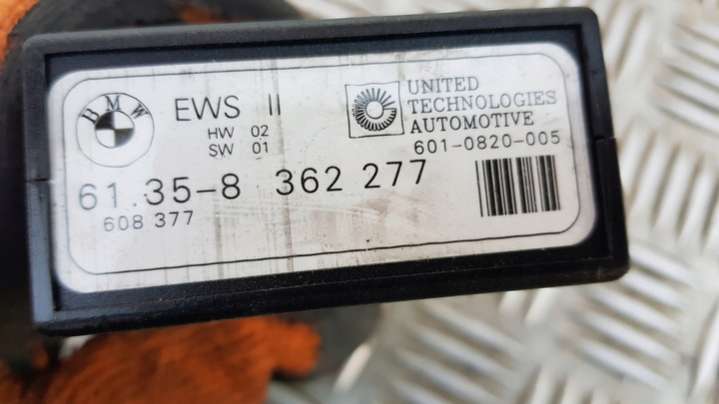 BMW
EWS II
HW 02
SW 01
UNITED
TECHNOLOGIES
AUTOMOTIVE
601-0820-005
61.35-8 362 277
608 377